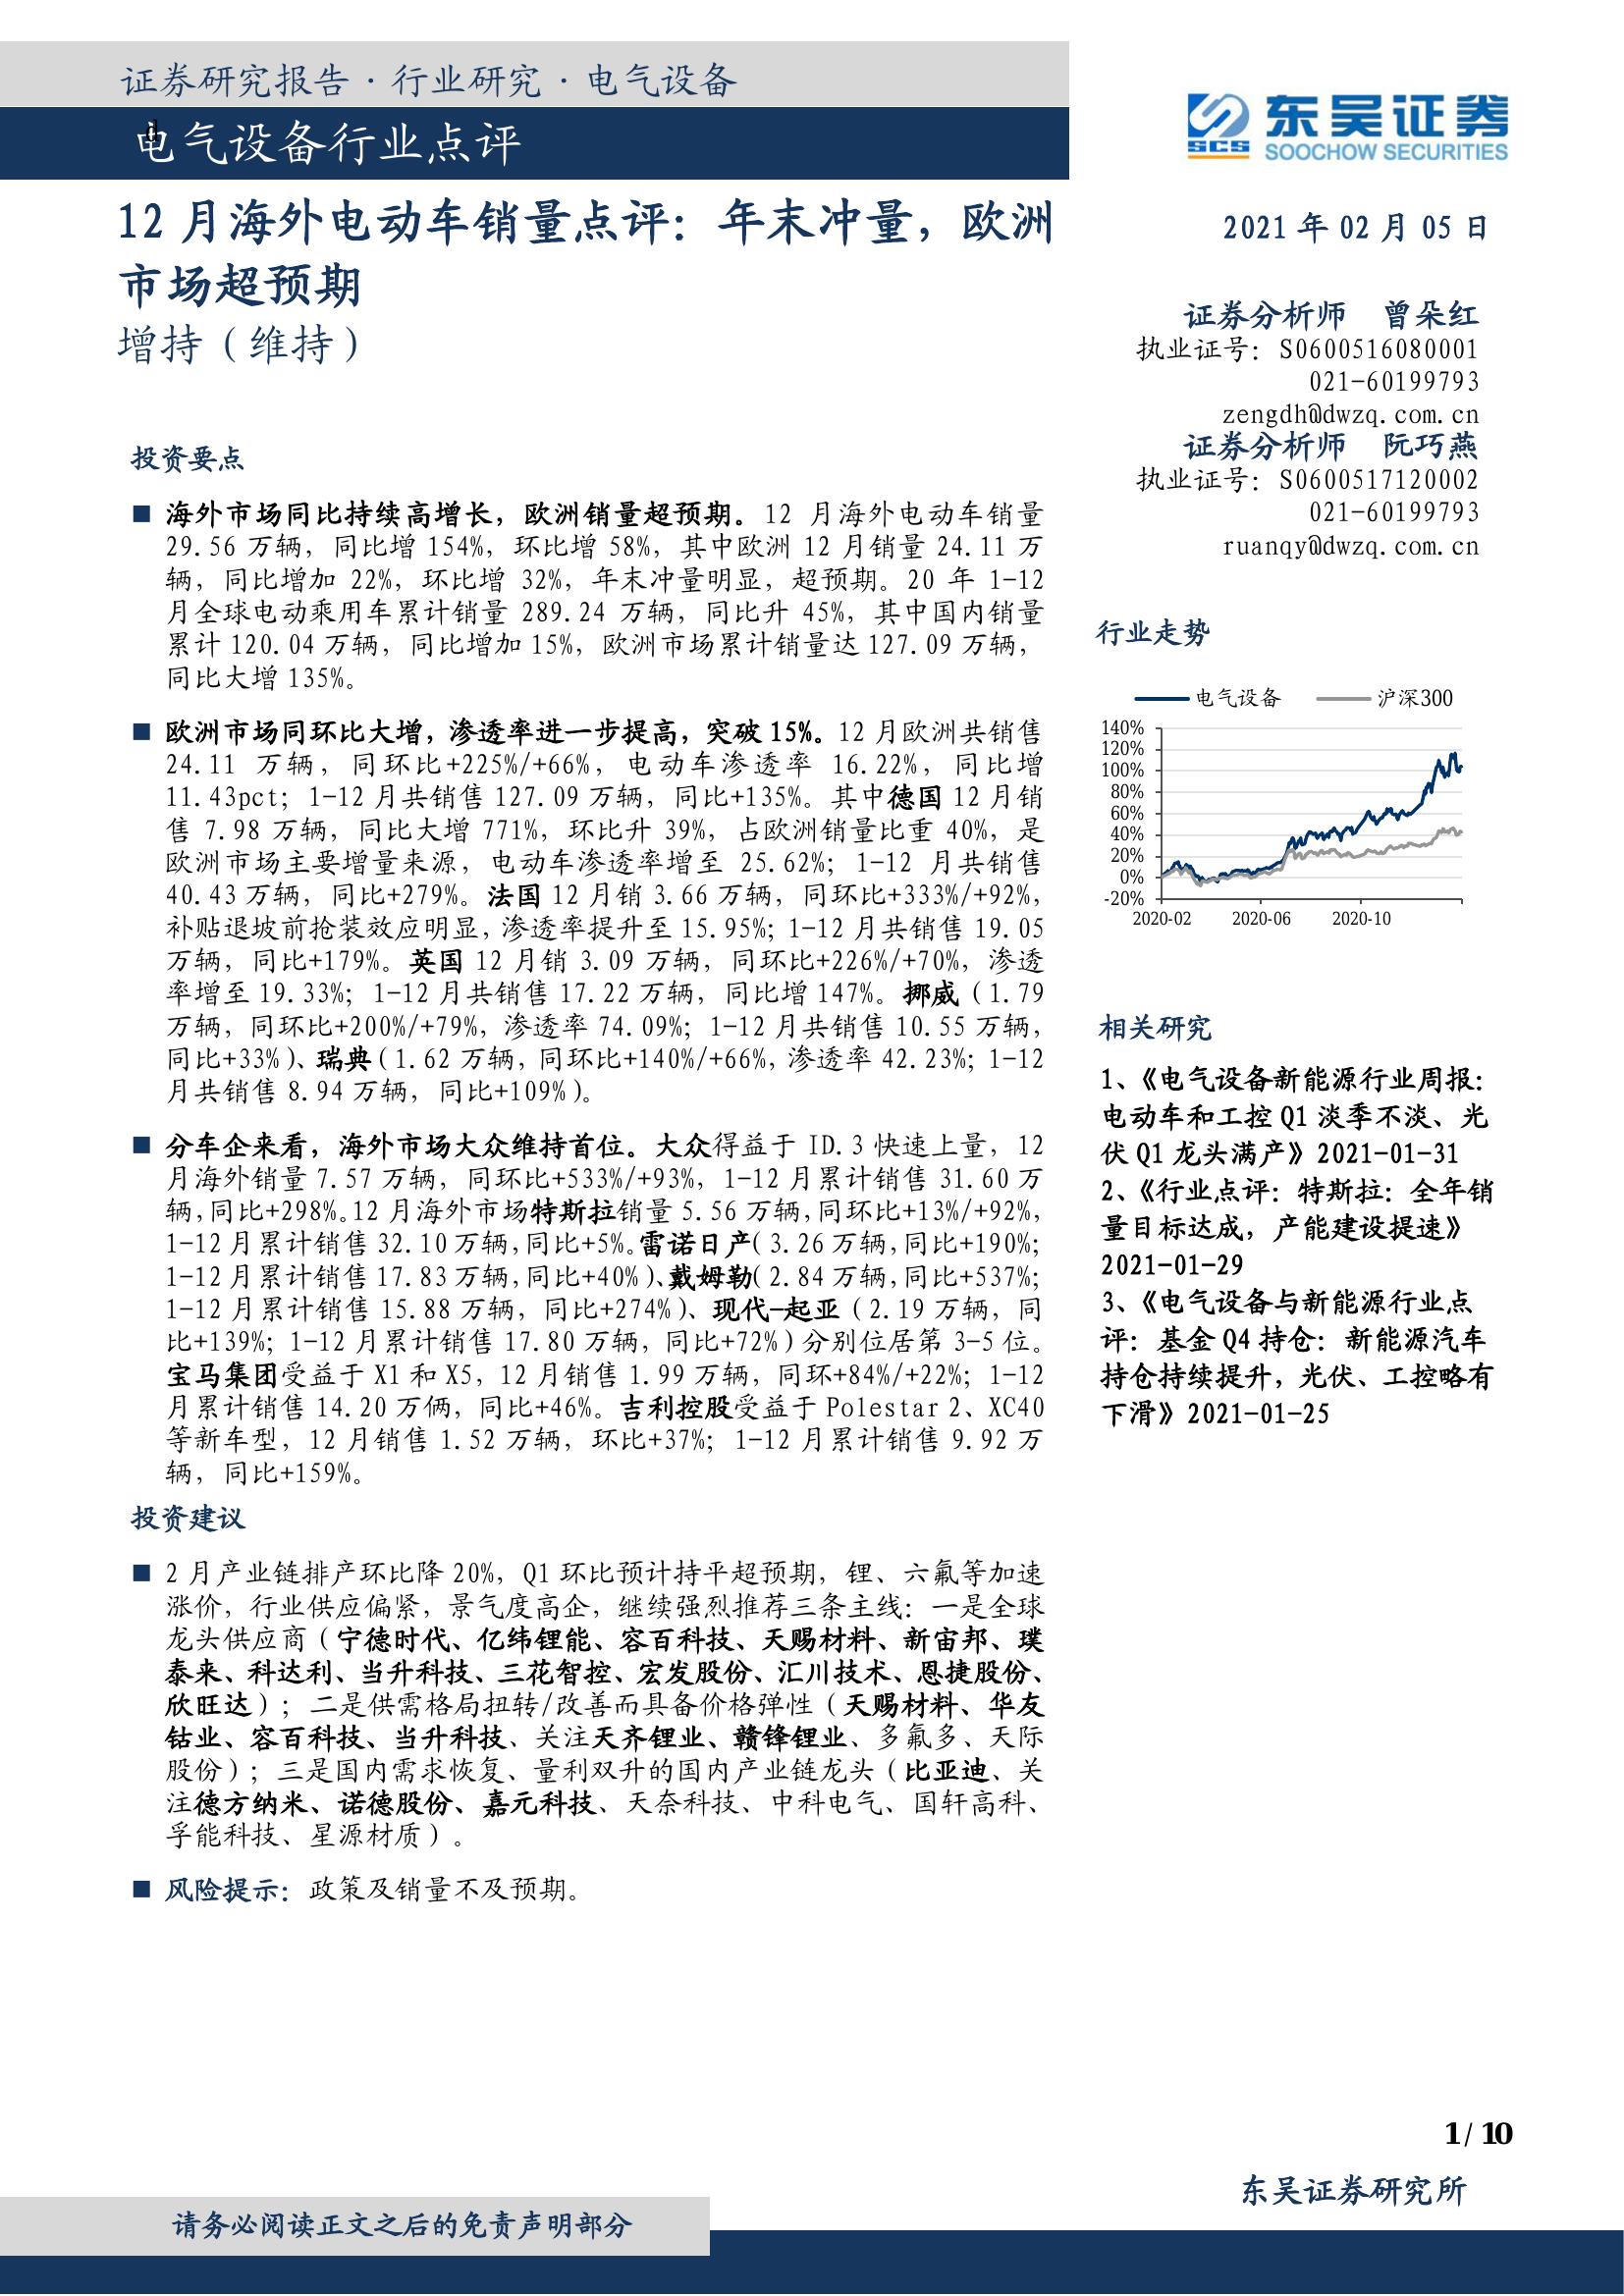 证券研究报告·行业研究·电气设备
电气设备行业点评
12 月海外电动车销量点评：年末冲量，欧洲
市场超预期
增持（维持）
投资要点
■ 海外市场同比持续高增长，欧洲销量超预期。12 月海外电动车销量
29.56 万辆，同比增 154%，环比增 58%，其中欧洲 12 月销量 24.11 万
辆，同比增加 22%，环比增 32%，年末冲量明显，超预期。20 年 1-12
月全球电动乘用车累计销量 289.24 万辆，同比升 45%，其中国内销量
累计 120.04 万辆，同比增加 15%，欧洲市场累计销量达 127.09 万辆，
同比大增 135%。
■ 欧洲市场同环比大增，渗透率进一步提高，突破 15%。12 月欧洲共销售
24.11 万辆，同环比+225%/+66%，电动车渗透率 16.22%，同比增
11.43pct；1-12 月共销售 127.09 万辆，同比+135%。其中德国 12 月销
售 7.98 万辆，同比大增 771%，环比升 39%，占欧洲销量比重 40%，是
欧洲市场主要增量来源，电动车渗透率增至 25.62%；1-12 月共销售
40.43 万辆，同比+279%。法国 12 月销 3.66 万辆，同环比+333%/+92%，
补贴退坡前抢装效应明显，渗透率提升至 15.95%；1-12 月共销售 19.05
万辆，同比+179%。英国 12 月销 3.09 万辆，同环比+226%/+70%，渗透
率增至 19.33%；1-12 月共销售 17.22 万辆，同比增 147%。挪威（1.79
万辆，同环比+200%/+79%，渗透率 74.09%；1-12 月共销售 10.55 万辆，
同比+33%）、瑞典（1.62 万辆，同环比+140%/+66%，渗透率 42.23%；1-12
月共销售 8.94 万辆，同比+109%）。
■ 分车企来看，海外市场大众维持首位。大众得益于 ID.3 快速上量，12
月海外销量 7.57 万辆，同环比+533%/+93%，1-12 月累计销售 31.60 万
辆，同比+298%。12 月海外市场特斯拉销量 5.56 万辆，同环比+13%/+92%，
1-12 月累计销售 32.10 万辆，同比+5%。雷诺日产（3.26 万辆，同比+190%；
1-12 月累计销售 17.83 万辆，同比+40%）、戴姆勒（2.84 万辆，同比+537%；
1-12 月累计销售 15.88 万辆，同比+274%）、现代-起亚（2.19 万辆，同
比+139%；1-12 月累计销售 17.80 万辆，同比+72%）分别位居第 3-5 位。
宝马集团受益于 X1 和 X5，12 月销售 1.99 万辆，同环+84%/+22%；1-12
月累计销售 14.20 万俩，同比+46%。吉利控股受益于 Polestar 2、XC40
等新车型，12 月销售 1.52 万辆，环比+37%；1-12 月累计销售 9.92 万
辆，同比+159%。
投资建议
■ 2 月产业链排产环比降 20%，Q1 环比预计持平超预期，锂、六氟等加速
涨价，行业供应偏紧，景气度高企，继续强烈推荐三条主线：一是全球
龙头供应商（宁德时代、亿纬锂能、容百科技、天赐材料、新宙邦、璞
泰来、科达利、当升科技、三花智控、宏发股份、汇川技术、恩捷股份、
欣旺达）；二是供需格局扭转/改善而具备价格弹性（天赐材料、华友
钴业、容百科技、当升科技、关注天齐锂业、赣锋锂业、多氟多、天际
股份）；三是国内需求恢复、量利双升的国内产业链龙头（比亚迪、关
注德方纳米、诺德股份、嘉元科技、天奈科技、中科电气、国轩高科、
孚能科技、星源材质）。
■ 风险提示：政策及销量不及预期。
SCS
东吴证券
SOOCHOW SECURITIES
2021 年 02 月 05 日
证券分析师 曾朵红
执业证号：S0600516080001
021-60199793
zengdh@dwzq.com.cn
证券分析师 阮巧燕
执业证号：S0600517120002
021-60199793
ruanqy@dwzq.com.cn
行业走势
电气设备 沪深300
140%
120%
100%
80%
60%
40%
20%
0%
-20%
2020-02 2020-06 2020-10
相关研究
1、《电气设备新能源行业周报：
电动车和工控 Q1 淡季不淡、光
伏 Q1 龙头满产》2021-01-31
2、《行业点评：特斯拉：全年销
量目标达成，产能建设提速》
2021-01-29
3、《电气设备与新能源行业点
评：基金 Q4 持仓：新能源汽车
持仓持续提升，光伏、工控略有
下滑》2021-01-25
1 / 10
东吴证券研究所
请务必阅读正文之后的免责声明部分